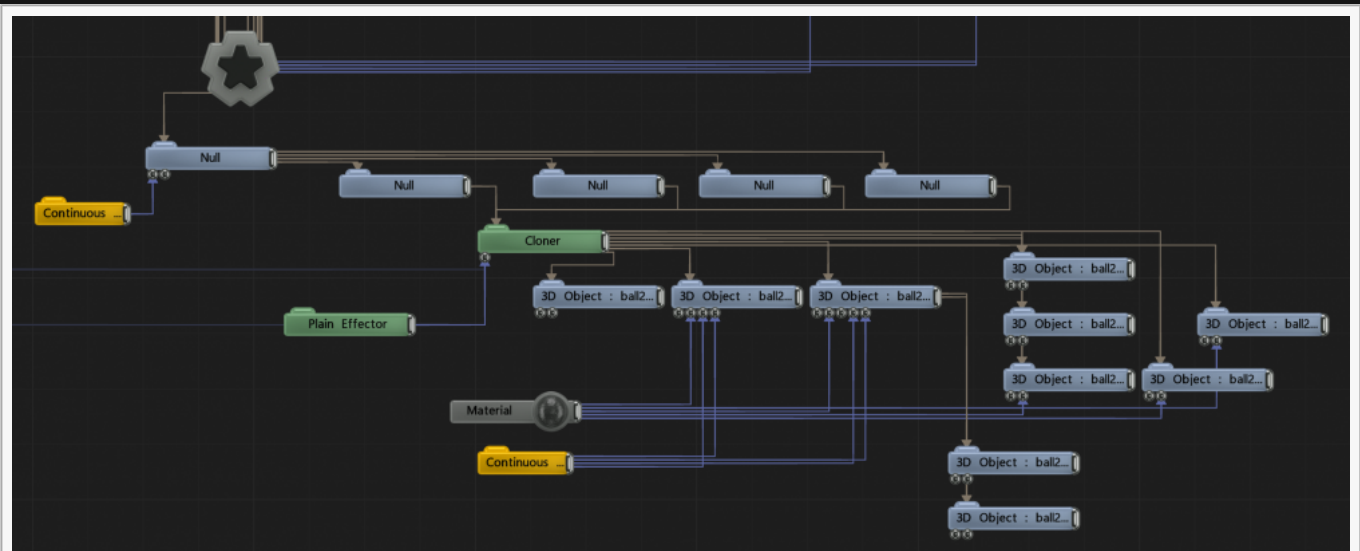 Null
Null
Null
Null
Null
Continuous ...
Cloner
3D Object : ball2...
3D Object : ball2...
3D Object : ball2...
3D Object : ball2...
Plain Effector
3D Object : ball2...
3D Object : ball2...
3D Object : ball2...
3D Object : ball2...
Material
Continuous ...
3D Object : ball2...
3D Object : ball2...